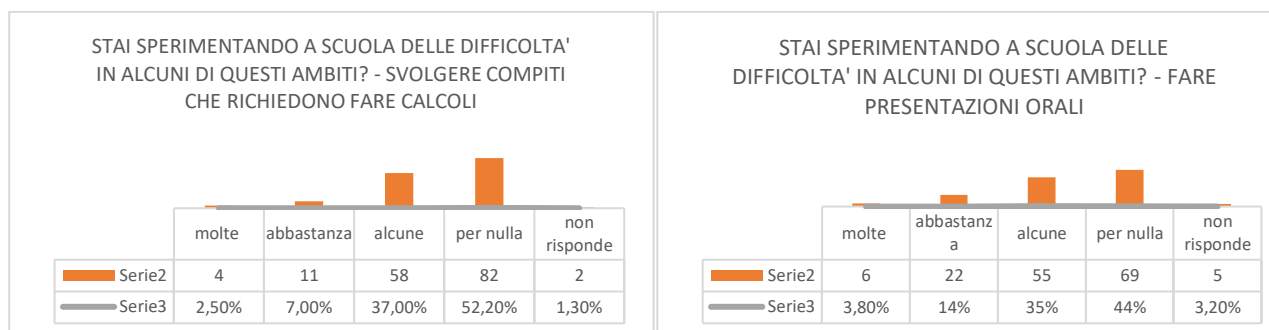 STAI SPERIMENTANDO A SCUOLA DELLE DIFFICOLTA'
IN ALCUNI DI QUESTI AMBITI? - SVOLGERE COMPITI
CHE RICHIEDONO FARE CALCOLI
molte abbastanza alcune per nulla non
risponde
Serie2 4 11 58 82 2
Serie3 2,50% 7,00% 37,00% 52,20% 1,30%
STAI SPERIMENTANDO A SCUOLA DELLE
DIFFICOLTA' IN ALCUNI DI QUESTI AMBITI? - FARE
PRESENTAZIONI ORALI
molte abbastanz
a alcune per nulla non
risponde
Serie2 6 22 55 69 5
Serie3 3,80% 14% 35% 44% 3,20%